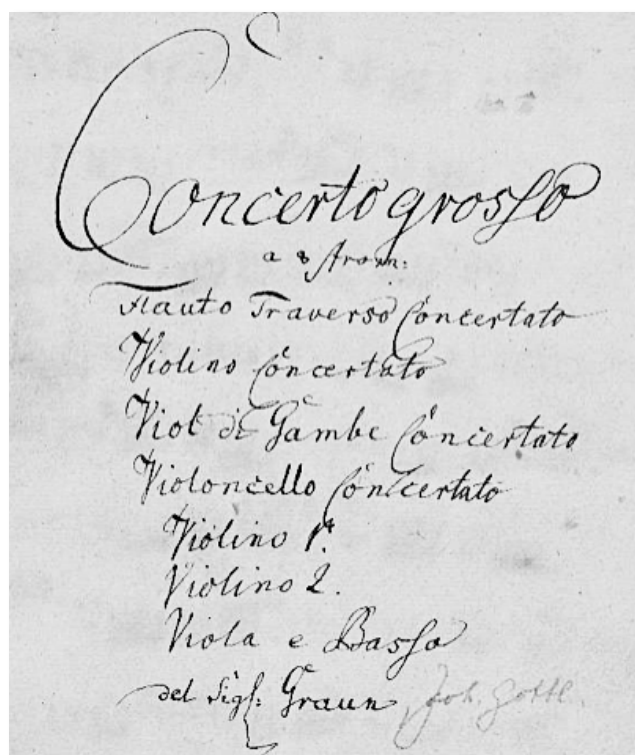 Concerto grosso
a 8 Strom:
Flauto Traverso Concertato
Violino Concertato
Viol di Gambe Concertato
Violoncello Concertato
Violino 1.
Violino 2.
Viola e Basso
del Sigl: Graun Joh. Gottl.